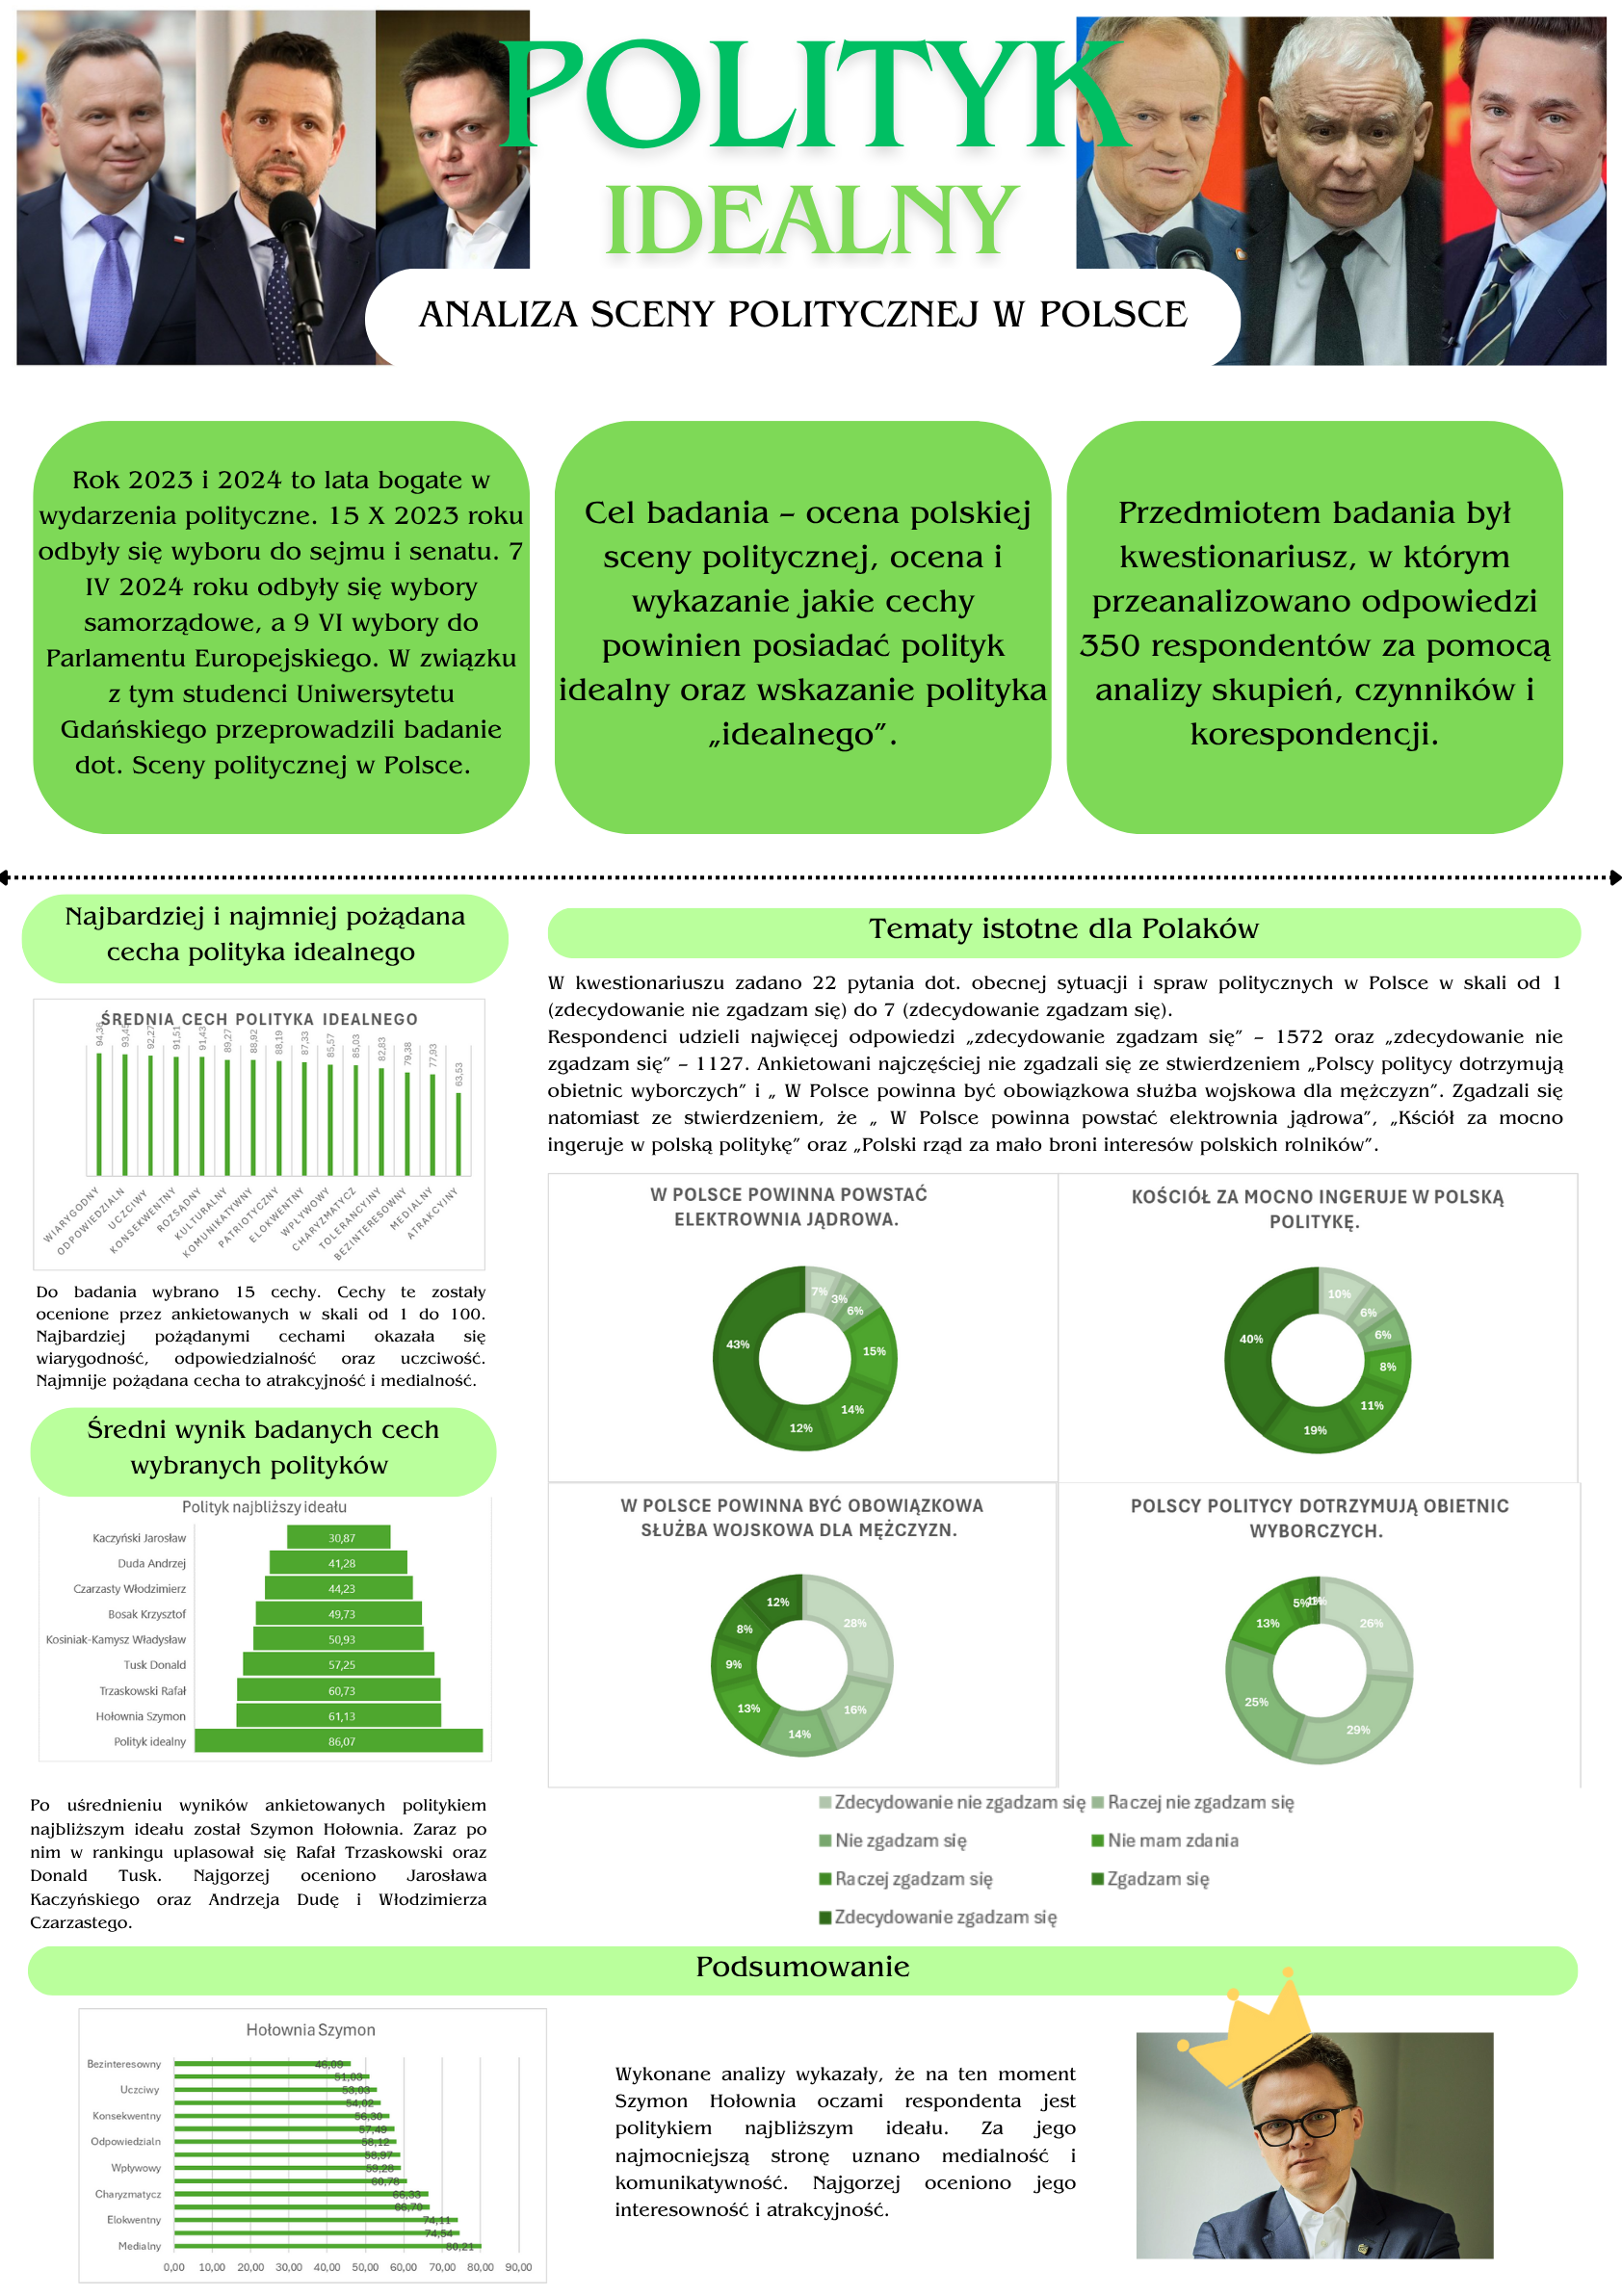 POLITYK
IDEALNY
ANALIZA SCENY POLITYCZNEJ W POLSCE
Rok 2023 i 2024 to lata bogate w
wydarzenia polityczne. 15 X 2023 roku
odbyły się wyboru do sejmu i senatu. 7
IV 2024 roku odbyły się wybory
samorządowe, a 9 VI wybory do
Parlamentu Europejskiego. W związku
z tym studenci Uniwersytetu
Gdańskiego przeprowadzili badanie
dot. Sceny politycznej w Polsce.
Cel badania – ocena polskiej
sceny politycznej, ocena i
wykazanie jakie cechy
powinien posiadać polityk
idealny oraz wskazanie polityka
„idealnego”.
Przedmiotem badania był
kwestionariusz, w którym
przeanalizowano odpowiedzi
350 respondentów za pomocą
analizy skupień, czynników i
korespondencji.
Najbardziej i najmniej pożądana
cecha polityka idealnego
ŚREDNIA CECH POLITYKA IDEALNEGO
94,36
93,45
92,27
91,51
91,43
89,27
88,92
88,19
87,33
85,57
85,03
82,83
79,38
77,93
63,53
WIARYGODNY
ODPOWIEDZIALN
UCZCIWY
KONSEKWENTNY
ROZSĄDNY
KULTURALNY
KOMUNIKATYWNY
PATRIOTYCZNY
ELOKWENTNY
WPŁYWOWY
CHARYZMATYCZ
TOLERANCYJNY
BEZINTERESOWNY
MEDIALNY
ATRAKCYJNY
Do badania wybrano 15 cechy. Cechy te zostały
ocenione przez ankietowanych w skali od 1 do 100.
Najbardziej pożądanymi cechami okazała się
wiarygodność, odpowiedzialność oraz uczciwość.
Najmnije pożądana cecha to atrakcyjność i medialność.
Średni wynik badanych cech
wybranych polityków
Polityk najbliższy ideału
Kaczyński Jarosław 30,87
Duda Andrzej 41,28
Czarzasty Włodzimierz 44,23
Bosak Krzysztof 49,73
Kosiniak-Kamysz Władysław 50,93
Tusk Donald 57,25
Trzaskowski Rafał 60,73
Hołownia Szymon 61,13
Polityk idealny 86,07
Po uśrednieniu wyników ankietowanych politykiem
najbliższym ideału został Szymon Hołownia. Zaraz po
nim w rankingu uplasował się Rafał Trzaskowski oraz
Donald Tusk. Najgorzej oceniono Jarosława
Kaczyńskiego oraz Andrzeja Dudę i Włodzimierza
Czarzastego.
Tematy istotne dla Polaków
W kwestionariuszu zadano 22 pytania dot. obecnej sytuacji i spraw politycznych w Polsce w skali od 1
(zdecydowanie nie zgadzam się) do 7 (zdecydowanie zgadzam się).
Respondenci udzieli najwięcej odpowiedzi „zdecydowanie zgadzam się” – 1572 oraz „zdecydowanie nie
zgadzam się” – 1127. Ankietowani najczęściej nie zgadzali się ze stwierdzeniem „Polscy politycy dotrzymują
obietnic wyborczych” i „ W Polsce powinna być obowiązkowa służba wojskowa dla mężczyzn”. Zgadzali się
natomiast ze stwierdzeniem, że „ W Polsce powinna powstać elektrownia jądrowa”, „Kściół za mocno
ingeruje w polską politykę” oraz „Polski rząd za mało broni interesów polskich rolników”.
W POLSCE POWINNA POWSTAĆ
ELEKTROWNIA JĄDROWA.
7%
3%
6%
15%
14%
12%
43%
KOŚCIÓŁ ZA MOCNO INGERUJE W POLSKĄ
POLITYKĘ.
10%
6%
6%
8%
11%
19%
40%
W POLSCE POWINNA BYĆ OBOWIĄZKOWA
SŁUŻBA WOJSKOWA DLA MĘŻCZYZN.
28%
16%
14%
13%
9%
8%
12%
POLSCY POLITYCY DOTRZYMUJĄ OBIETNIC
WYBORCZYCH.
26%
29%
25%
13%
5%
Zdecydowanie nie zgadzam się Raczej nie zgadzam się
Nie zgadzam się Nie mam zdania
Raczej zgadzam się Zgadzam się
Zdecydowanie zgadzam się
Podsumowanie
Hołownia Szymon
Bezinteresowny 46,09
51,03
Uczciwy 53,03
54,02
Konsekwentny 56,30
57,49
Odpowiedzialn 58,12
58,97
Wpływowy 59,28
60,78
Charyzmatycz 66,33
66,70
Elokwentny 74,11
74,54
Medialny 80,21
0,00 10,00 20,00 30,00 40,00 50,00 60,00 70,00 80,00 90,00
Wykonane analizy wykazały, że na ten moment
Szymon Hołownia oczami respondenta jest
politykiem najbliższym ideału. Za jego
najmocniejszą stronę uznano medialność i
komunikatywność. Najgorzej oceniono jego
interesowność i atrakcyjność.